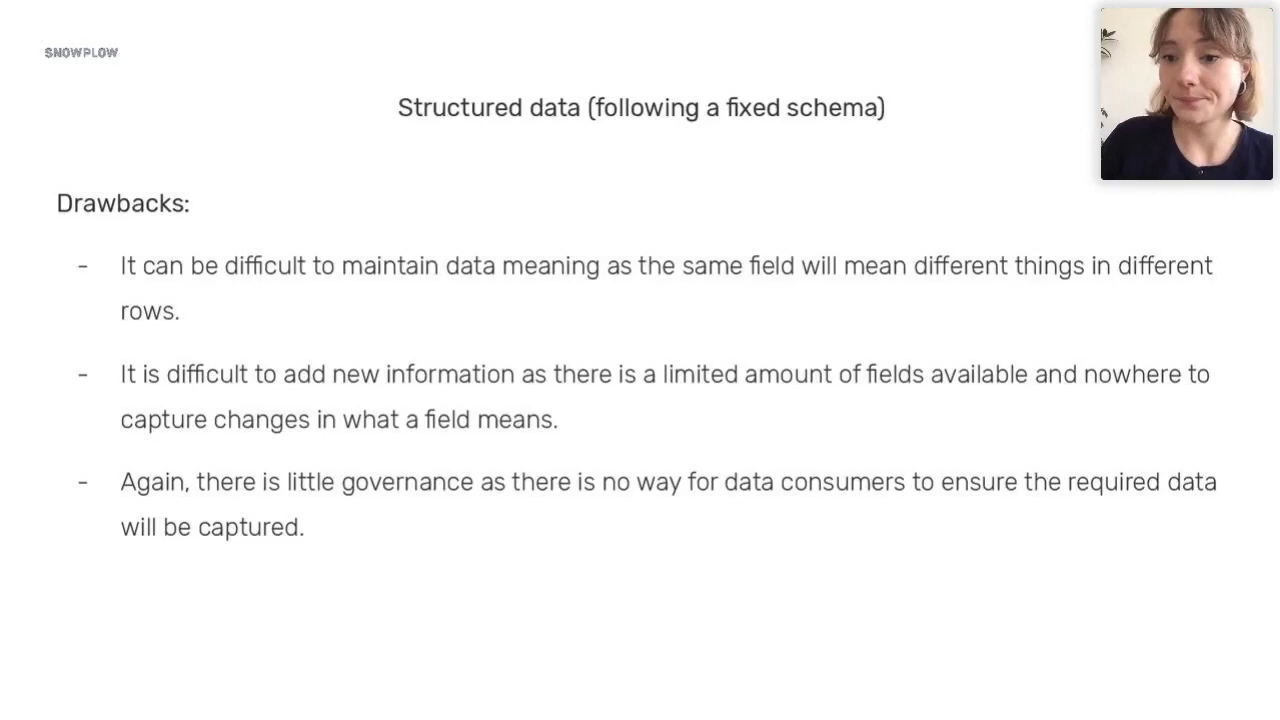 SNOWPLOW
Structured data (following a fixed schema)
Drawbacks:
- It can be difficult to maintain data meaning as the same field will mean different things in different
rows.
- It is difficult to add new information as there is a limited amount of fields available and nowhere to
capture changes in what a field means.
- Again, there is little governance as there is no way for data consumers to ensure the required data
will be captured.